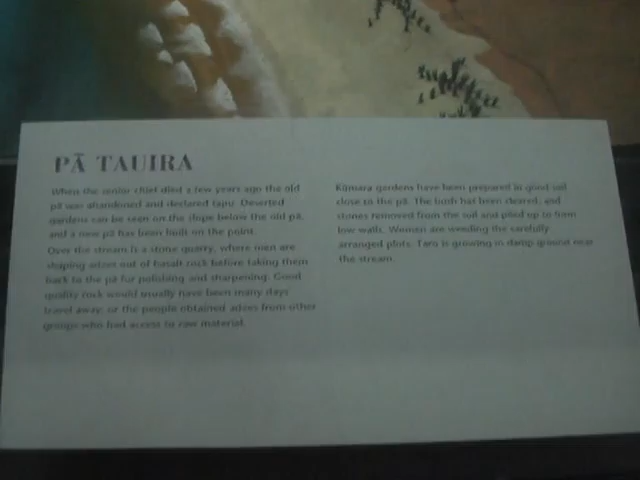 PĀ TAUIRA
When the senior chief died a few years ago the old
pā was abandoned and declared tapu. Deserted
gardens can be seen on the slope below the old pā,
and a new pā has been built on the point.
Over the stream is a stone quarry, where men are
shaping adzes out of basalt rock before taking them
back to the pā for polishing and sharpening. Good
quality rock would usually have been many days
travel away, or the people obtained adzes from other
groups who had access to raw material.
Kūmara gardens have been prepared in good soil
close to the pā. The bush has been cleared, and
stones removed from the soil and piled up to form
low walls. Women are weeding the carefully
arranged plots. Taro is growing in damp ground near
the stream.